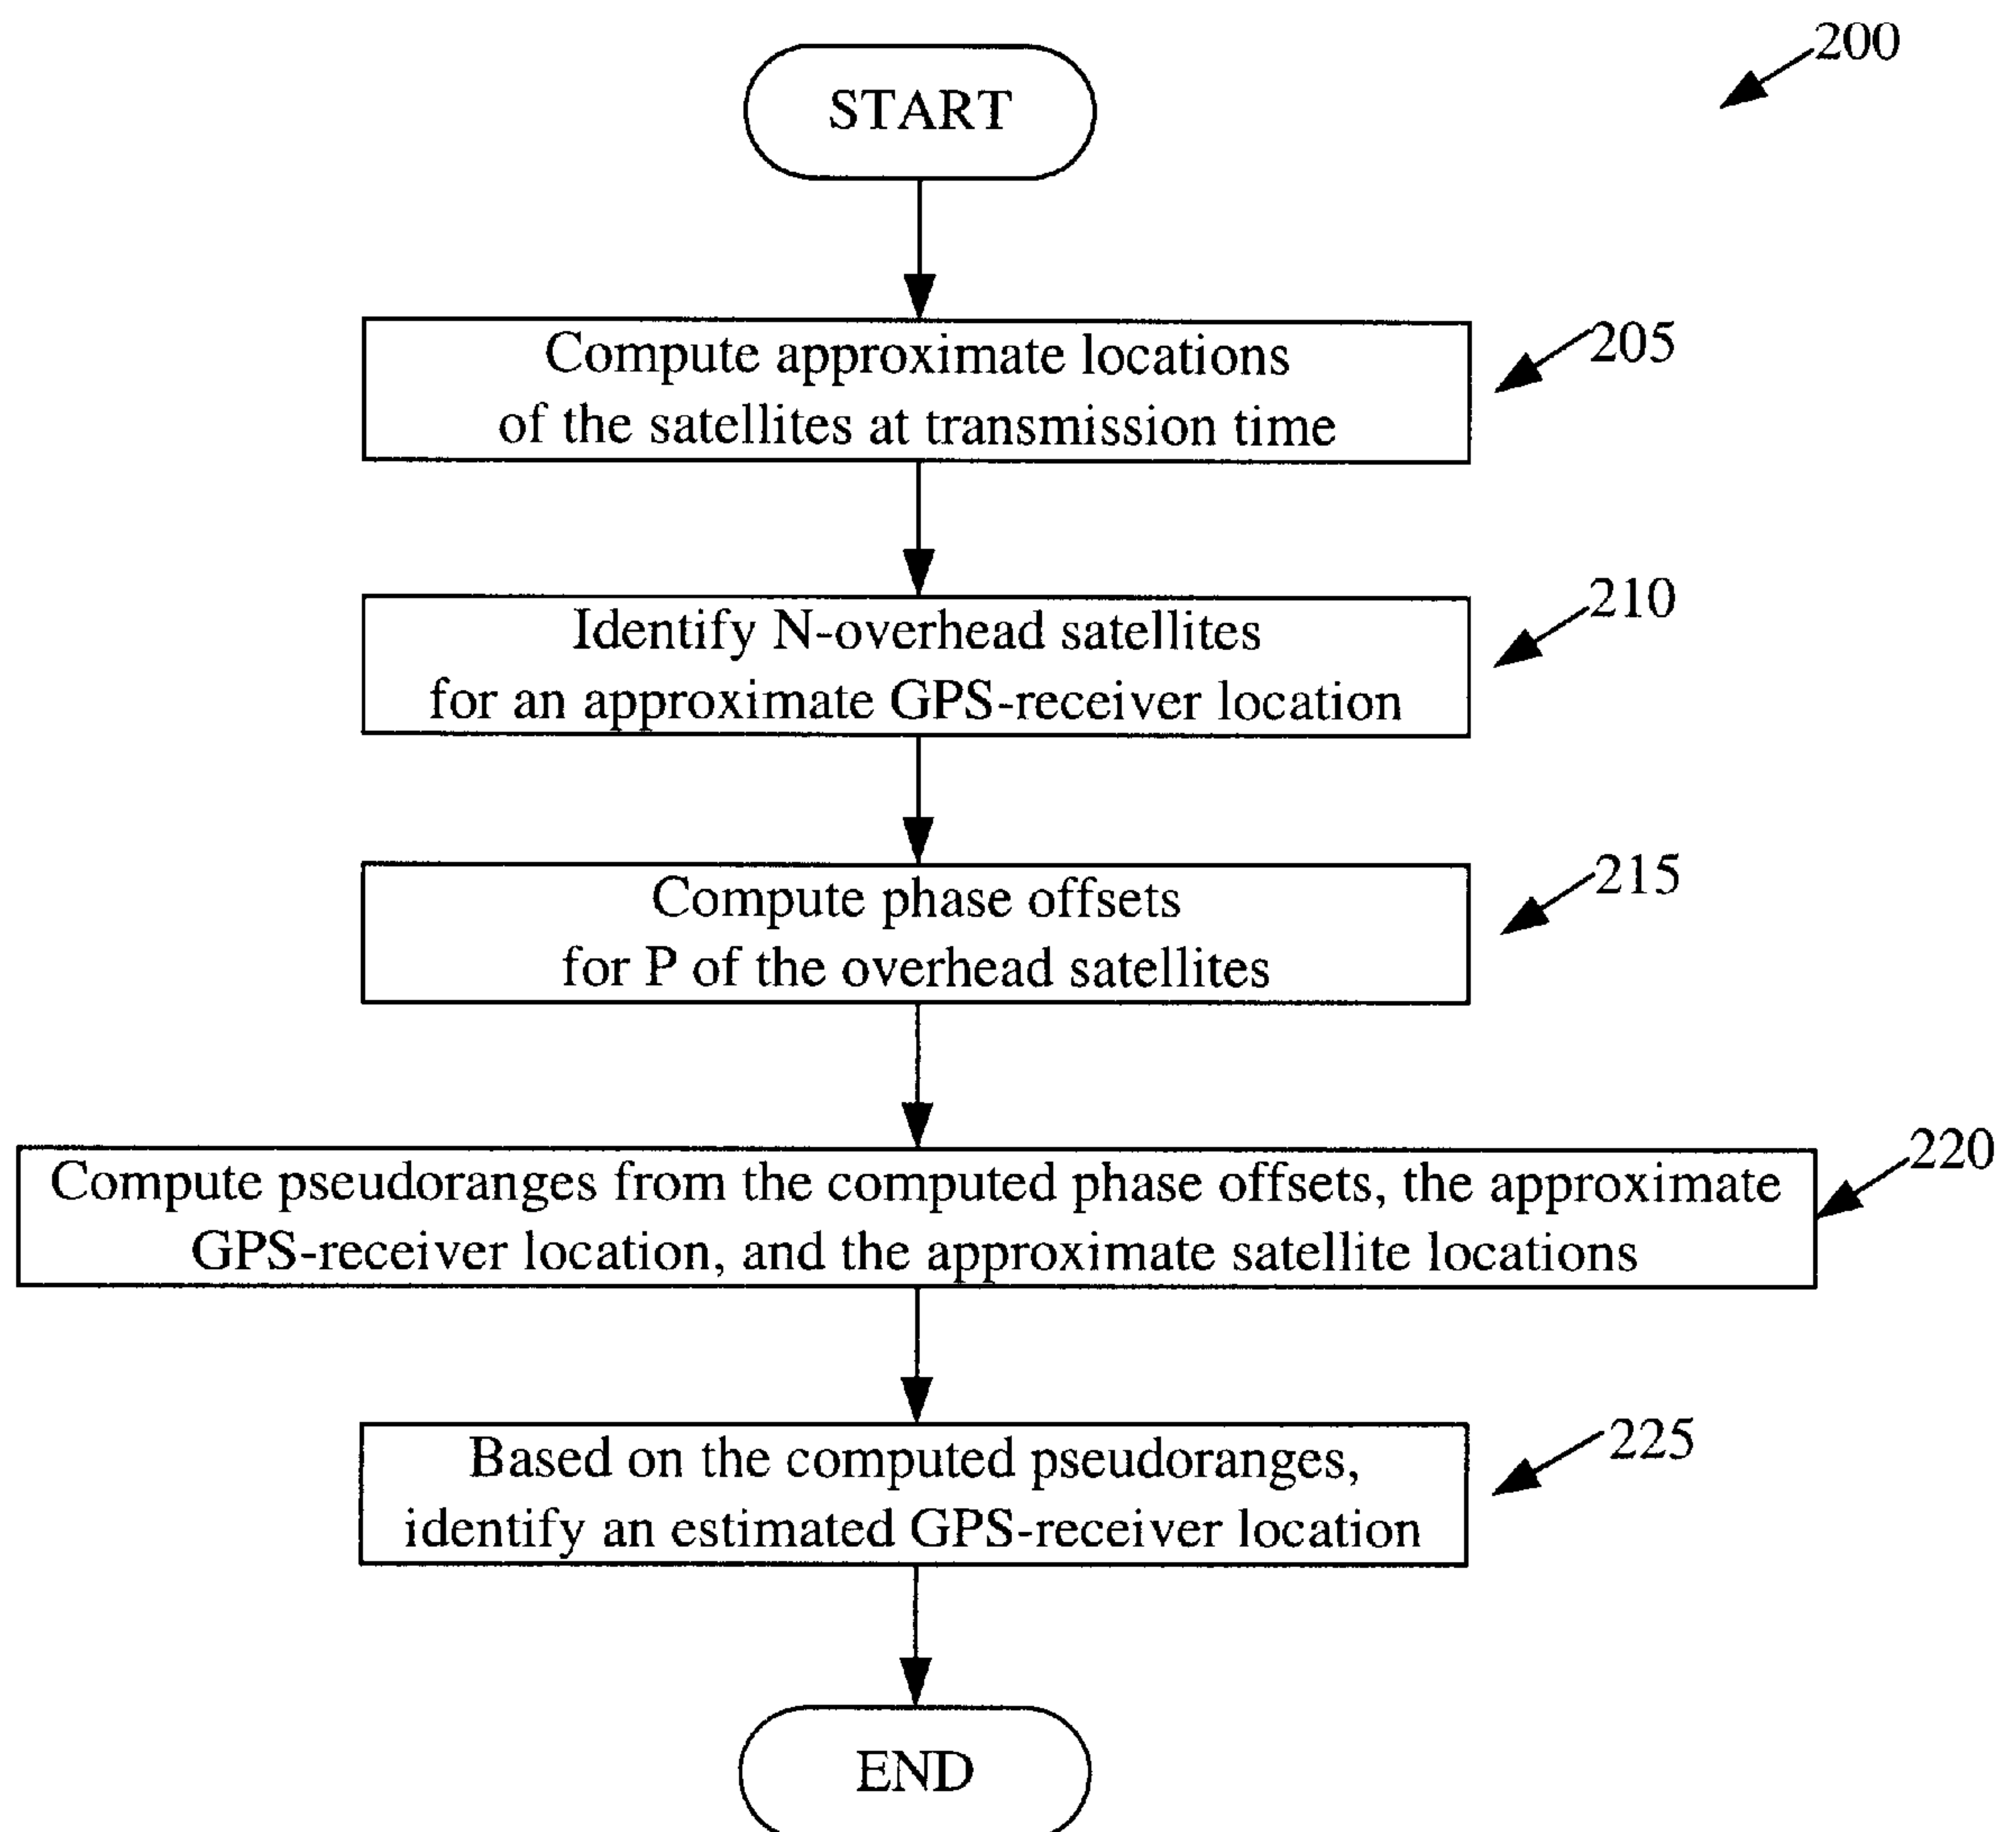 200
START
Compute approximate locations
of the satellites at transmission time
205
Identify N-overhead satellites
for an approximate GPS-receiver location
210
Compute phase offsets
for P of the overhead satellites
215
Compute pseudoranges from the computed phase offsets, the approximate
GPS-receiver location, and the approximate satellite locations
220
Based on the computed pseudoranges,
identify an estimated GPS-receiver location
225
END